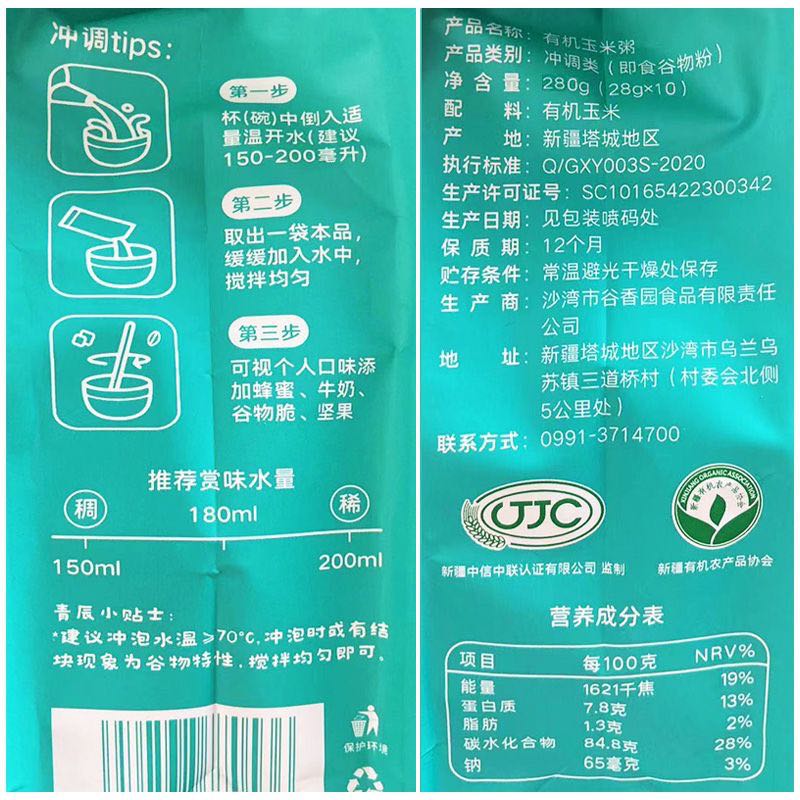 冲调tips:
第一步
杯(碗)中倒入适
量温开水(建议
150-200毫升)
第二步
取出一袋本品,
缓缓加入水中,
搅拌均匀
第三步
可视个人口味添
加蜂蜜、牛奶、
谷物脆、坚果
推荐赏味水量
稠
180ml
稀
150ml
200ml
青辰小贴士:
*建议冲泡水温≥70℃,冲泡时或有结
块现象为谷物特性,搅拌均匀即可。
保护环境
产品名称: 有机玉米粥
产品类别: 冲调类(即食谷物粉)
净含量: 280g(28g×10)
配料: 有机玉米
产地: 新疆塔城地区
执行标准: Q/GXY003S-2020
生产许可证号: SC10165422300342
生产日期: 见包装喷码处
保质期: 12个月
贮存条件: 常温避光干燥处保存
生产商: 沙湾市谷香园食品有限责任
公司
地址: 新疆塔城地区沙湾市乌兰乌
苏镇三道桥村(村委会北侧
5公里处)
联系方式: 0991-3714700
UJC
XINJIANG ORGANIC ASSOCIATION
新疆有机农产品协会
新疆中信中联认证有限公司 监制
新疆有机农产品协会
营养成分表
项目 每100克 NRV%
能量 1621千焦 19%
蛋白质 7.8克 13%
脂肪 1.3克 2%
碳水化合物 84.8克 28%
钠 65毫克 3%